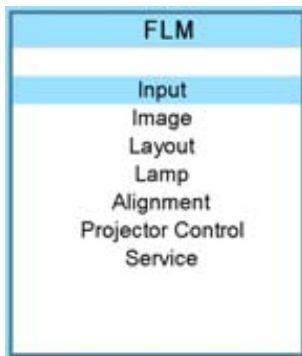 FLM
Input
Image
Layout
Lamp
Alignment
Projector Control
Service